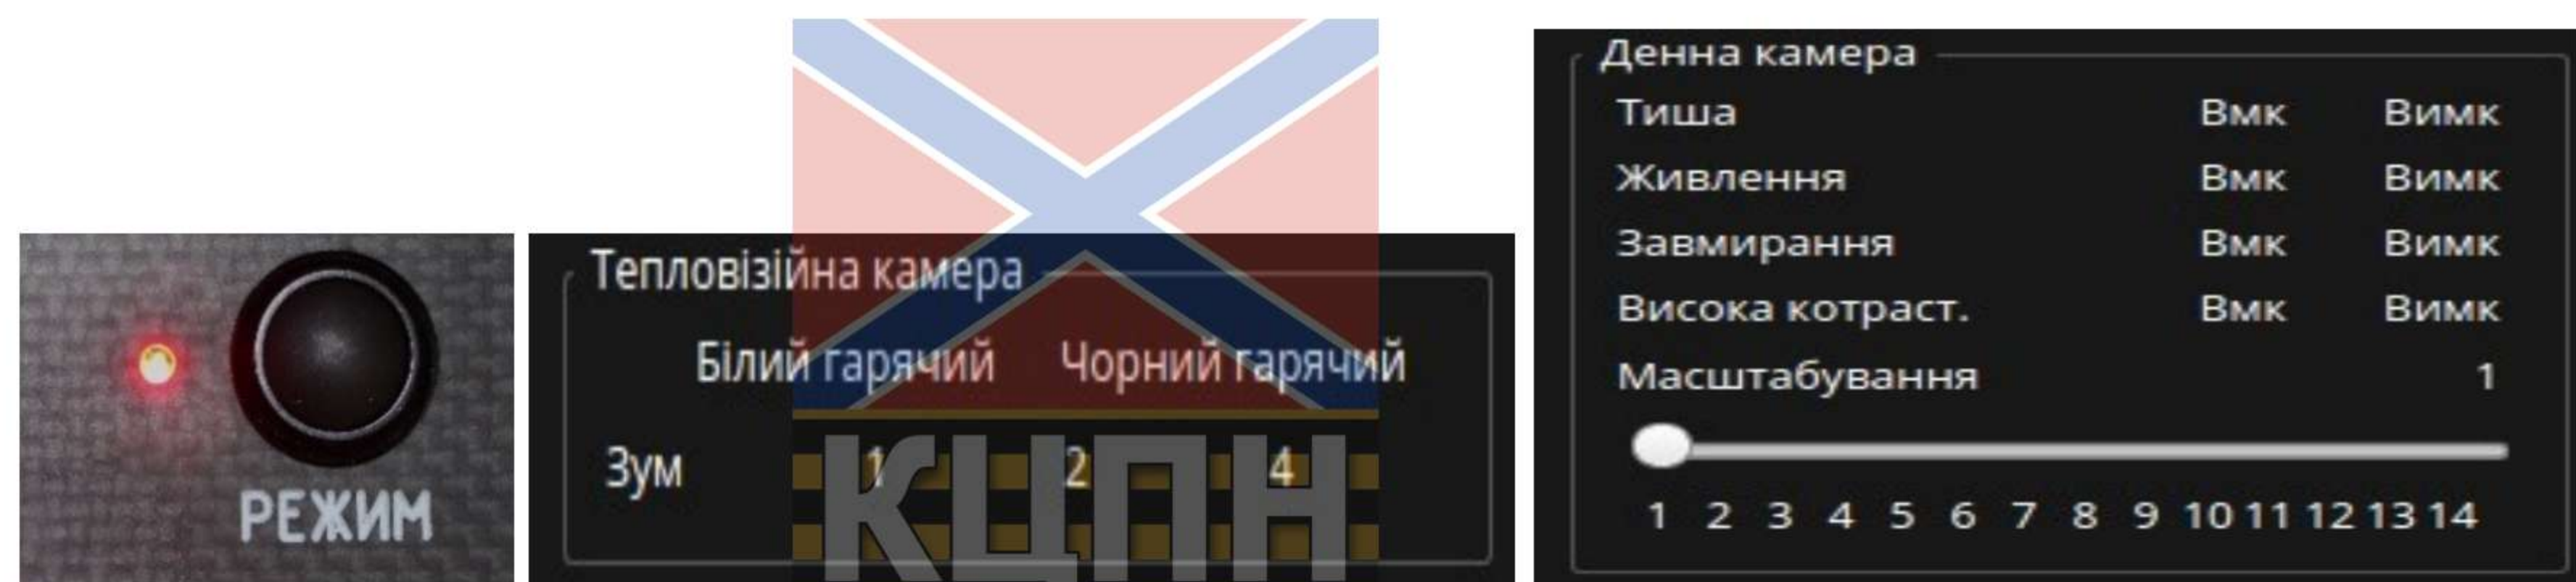 РЕЖИМ
Тепловізійна камера
Білий гарячий Чорний гарячий
Зум 1 2 4
КЦПН
Денна камера
Тиша Вмк Вимк
Живлення Вмк Вимк
Завмирання Вмк Вимк
Висока котраст. Вмк Вимк
Масштабування 1
1 2 3 4 5 6 7 8 9 10 11 12 13 14